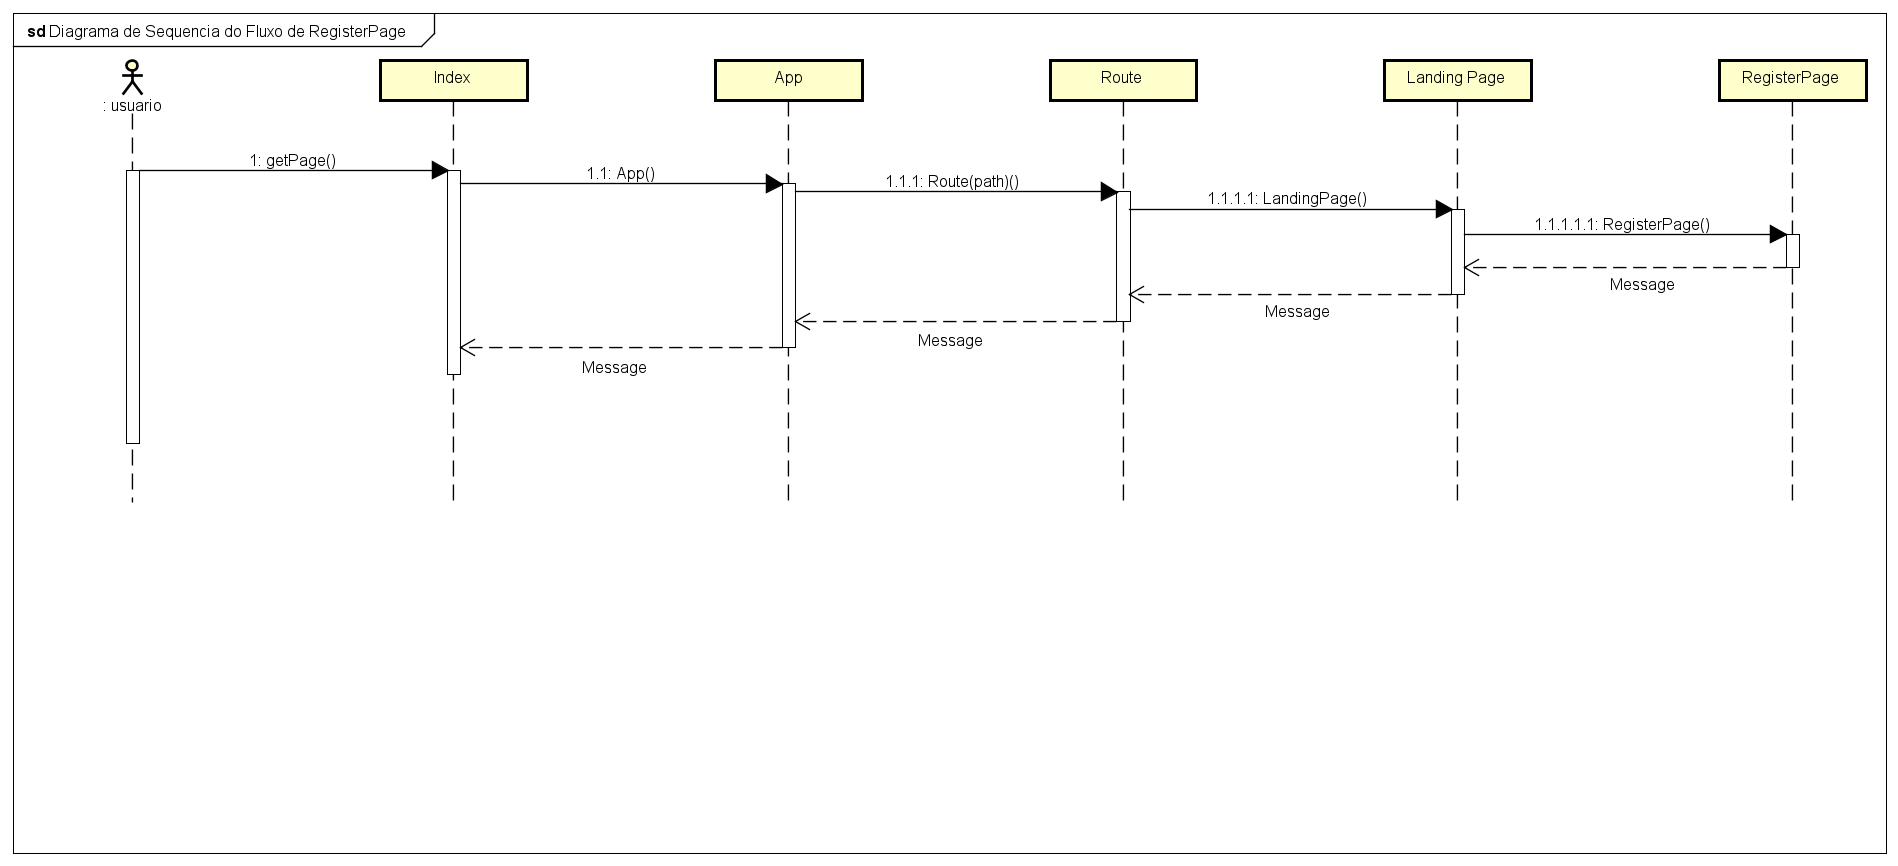 sd Diagrama de Sequencia do Fluxo de RegisterPage
: usuario
Index
App
Route
Landing Page
RegisterPage
1: getPage()
1.1: App()
1.1.1: Route(path)()
1.1.1.1: LandingPage()
1.1.1.1.1: RegisterPage()
Message
Message
Message
Message